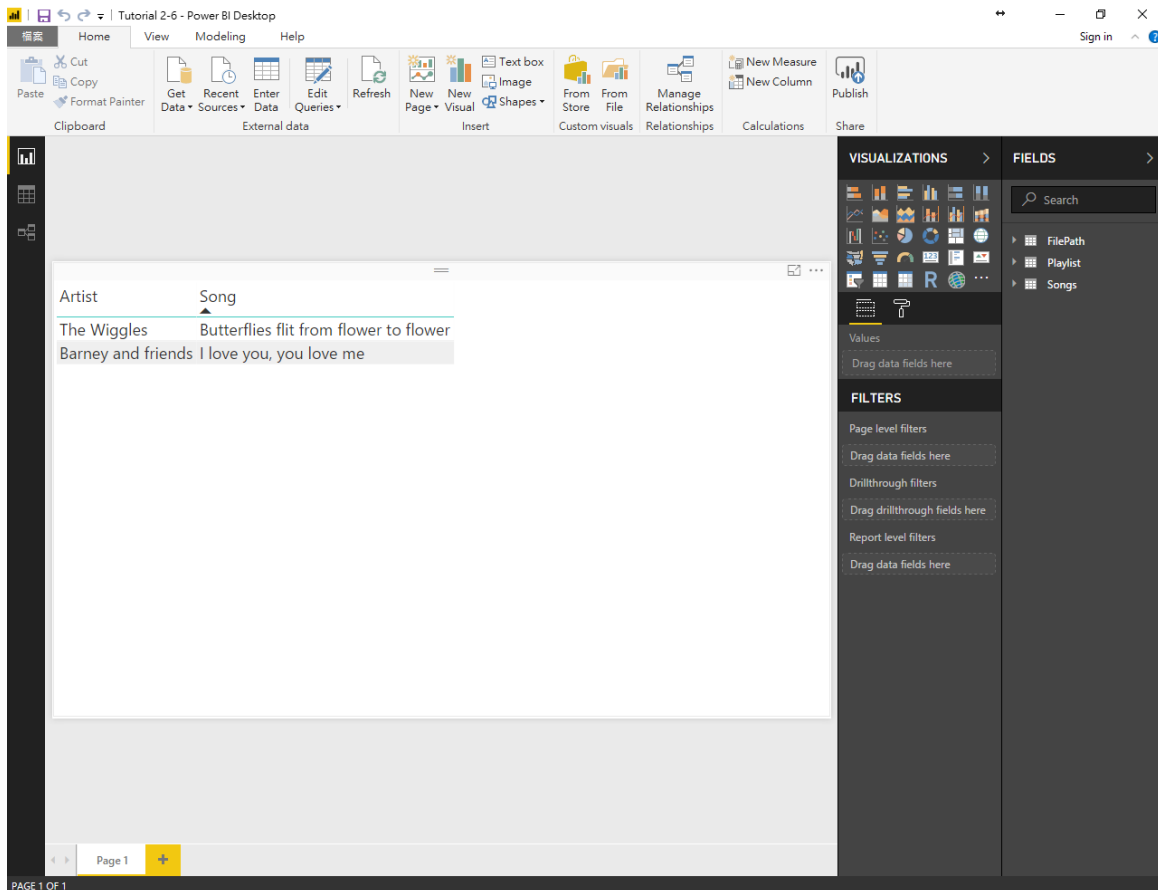 Tutorial 2-6 - Power BI Desktop
檔案 Home View Modeling Help Sign in
Paste
Cut
Copy
Format Painter
Clipboard
Get Data
Recent Sources
Enter Data
Edit Queries
Refresh
External data
New Page
New Visual
Text box
Image
Shapes
Insert
From Store
From File
Custom visuals
Manage Relationships
Relationships
New Measure
New Column
Calculations
Publish
Share
Artist Song
The Wiggles Butterflies flit from flower to flower
Barney and friends I love you, you love me
VISUALIZATIONS
123
R
Values
Drag data fields here
FILTERS
Page level filters
Drag data fields here
Drillthrough filters
Drag drillthrough fields here
Report level filters
Drag data fields here
FIELDS
Search
FilePath
Playlist
Songs
Page 1
PAGE 1 OF 1